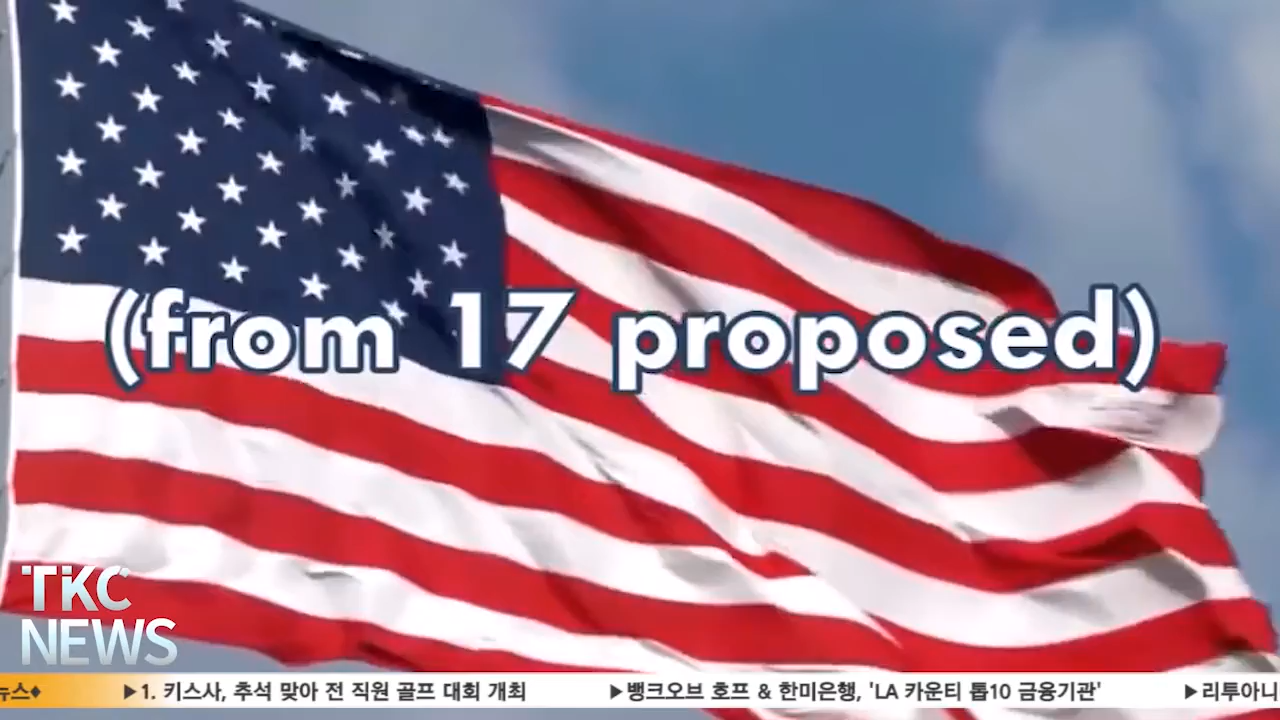 (from 17 proposed)
TKC
NEWS
뉴스♦ ▶1. 키스사, 추석 맞아 전 직원 골프 대회 개최 ▶뱅크오브 호프 & 한미은행, 'LA 카운티 톱10 금융기관' ▶리투아니